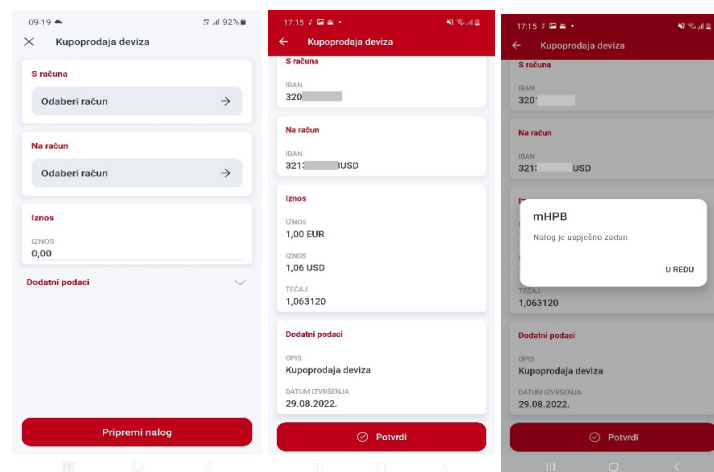 09:19
92%
Kupoprodaja deviza
S računa
Odaberi račun
Na račun
Odaberi račun
Iznos
IZNOS
0,00
Dodatni podaci
Pripremi nalog
17:15
Kupoprodaja deviza
S računa
IBAN
320
Na račun
IBAN
321 USD
Iznos
IZNOS
1,00 EUR
IZNOS
1,06 USD
TEČAJ
1,063120
Dodatni podaci
OPIS
Kupoprodaja deviza
DATUM IZVRŠENJA
29.08.2022.
Potvrdi
17:15
Kupoprodaja deviza
S računa
IBAN
320
Na račun
IBAN
321 USD
mHPB
Nalog je uspješno zadan
U REDU
TEČAJ
1,063120
Dodatni podaci
OPIS
Kupoprodaja deviza
DATUM IZVRŠENJA
29.08.2022.
Potvrdi